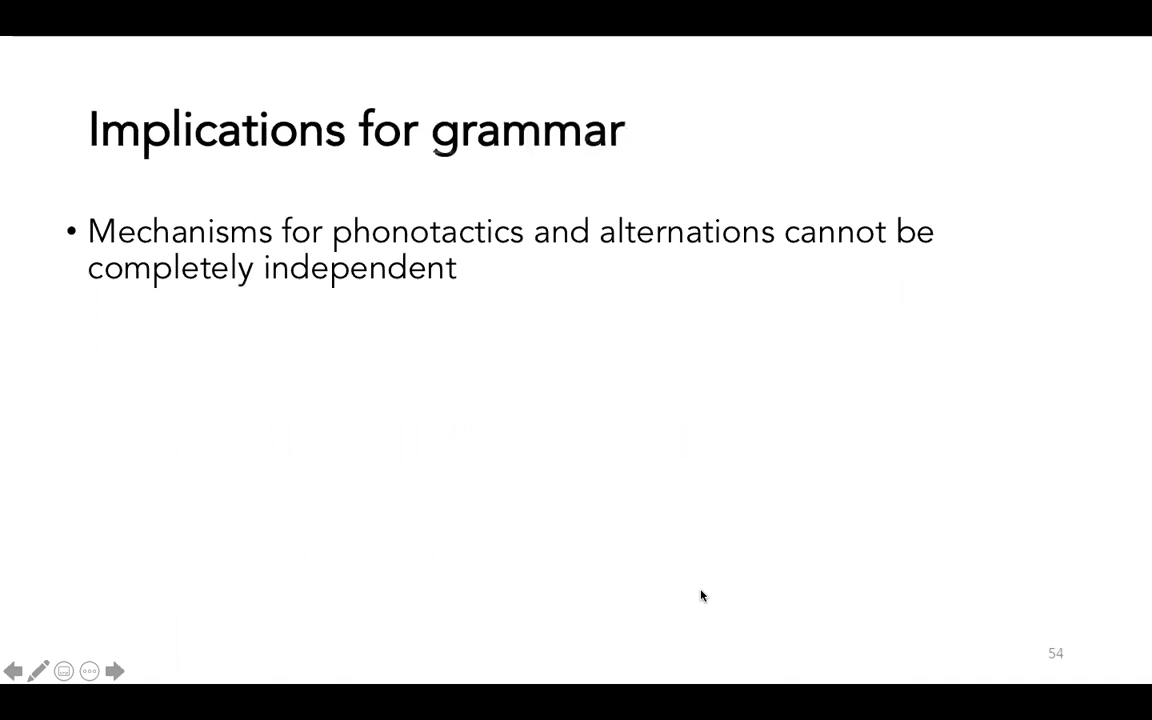 Implications for grammar
• Mechanisms for phonotactics and alternations cannot be
completely independent
54